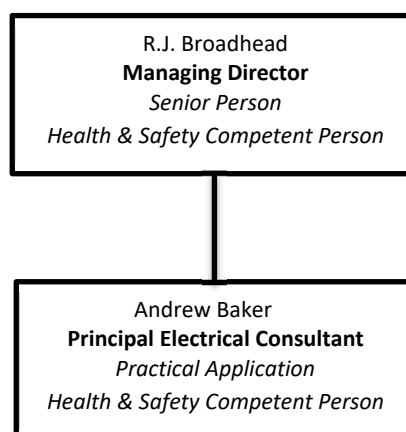 R.J. Broadhead
Managing Director
Senior Person
Health & Safety Competent Person
Andrew Baker
Principal Electrical Consultant
Practical Application
Health & Safety Competent Person